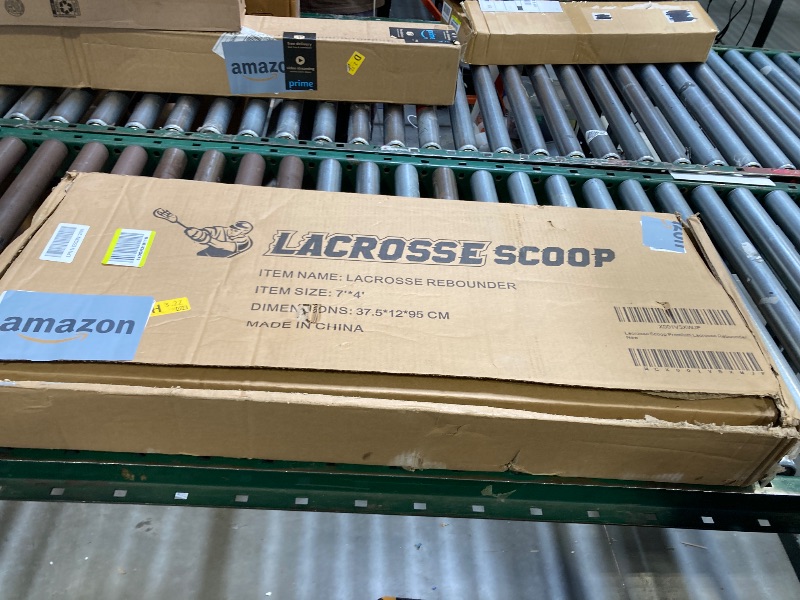 amazon
prime
LACROSSE SCOOP
ITEM NAME: LACROSSE REBOUNDER
ITEM SIZE: 7'*4'
DIMENSIONS: 37.5*12*95 CM
MADE IN CHINA
amazon
H
New